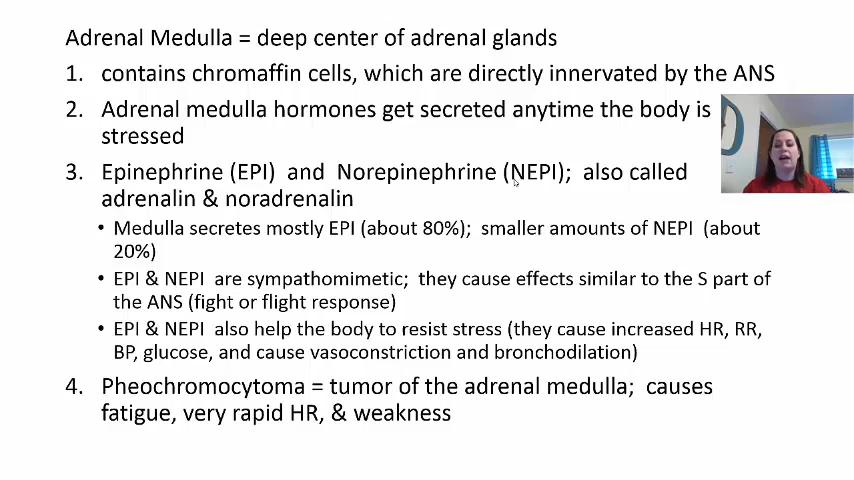 Adrenal Medulla = deep center of adrenal glands
1. contains chromaffin cells, which are directly innervated by the ANS
2. Adrenal medulla hormones get secreted anytime the body is
stressed
3. Epinephrine (EPI) and Norepinephrine (NEPI); also called
adrenalin & noradrenalin
• Medulla secretes mostly EPI (about 80%); smaller amounts of NEPI (about
20%)
• EPI & NEPI are sympathomimetic; they cause effects similar to the S part of
the ANS (fight or flight response)
• EPI & NEPI also help the body to resist stress (they cause increased HR, RR,
BP, glucose, and cause vasoconstriction and bronchodilation)
4. Pheochromocytoma = tumor of the adrenal medulla; causes
fatigue, very rapid HR, & weakness